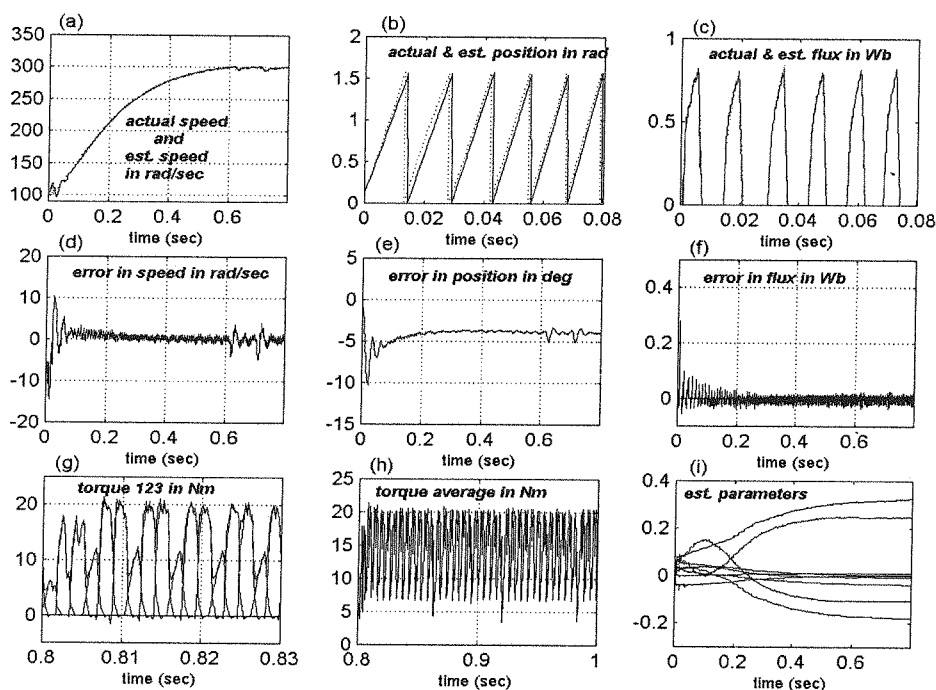 (a)
350
300
250
200
150
100
actual speed
and
est. speed
in rad/sec
0 0.2 0.4 0.6
time (sec)
(b)
2
1.5
1
0.5
0
actual & est. position in rad
0 0.02 0.04 0.06 0.08
time (sec)
(c)
1
0.5
0
actual & est. flux in Wb
0 0.02 0.04 0.06 0.08
time (sec)
(d)
20
10
0
-10
-20
error in speed in rad/sec
0 0.2 0.4 0.6
time (sec)
(e)
5
0
-5
-10
-15
error in position in deg
0 0.2 0.4 0.6
time (sec)
(f)
0.4
0.2
0
error in flux in Wb
0 0.2 0.4 0.6
time (sec)
(g)
20
10
0
torque 123 in Nm
0.8 0.81 0.82 0.83
time (sec)
(h)
25
20
15
10
5
0
torque average in Nm
0.8 0.9 1
time (sec)
(i)
0.4
0.2
0
-0.2
est. parameters
0 0.2 0.4 0.6
time (sec)